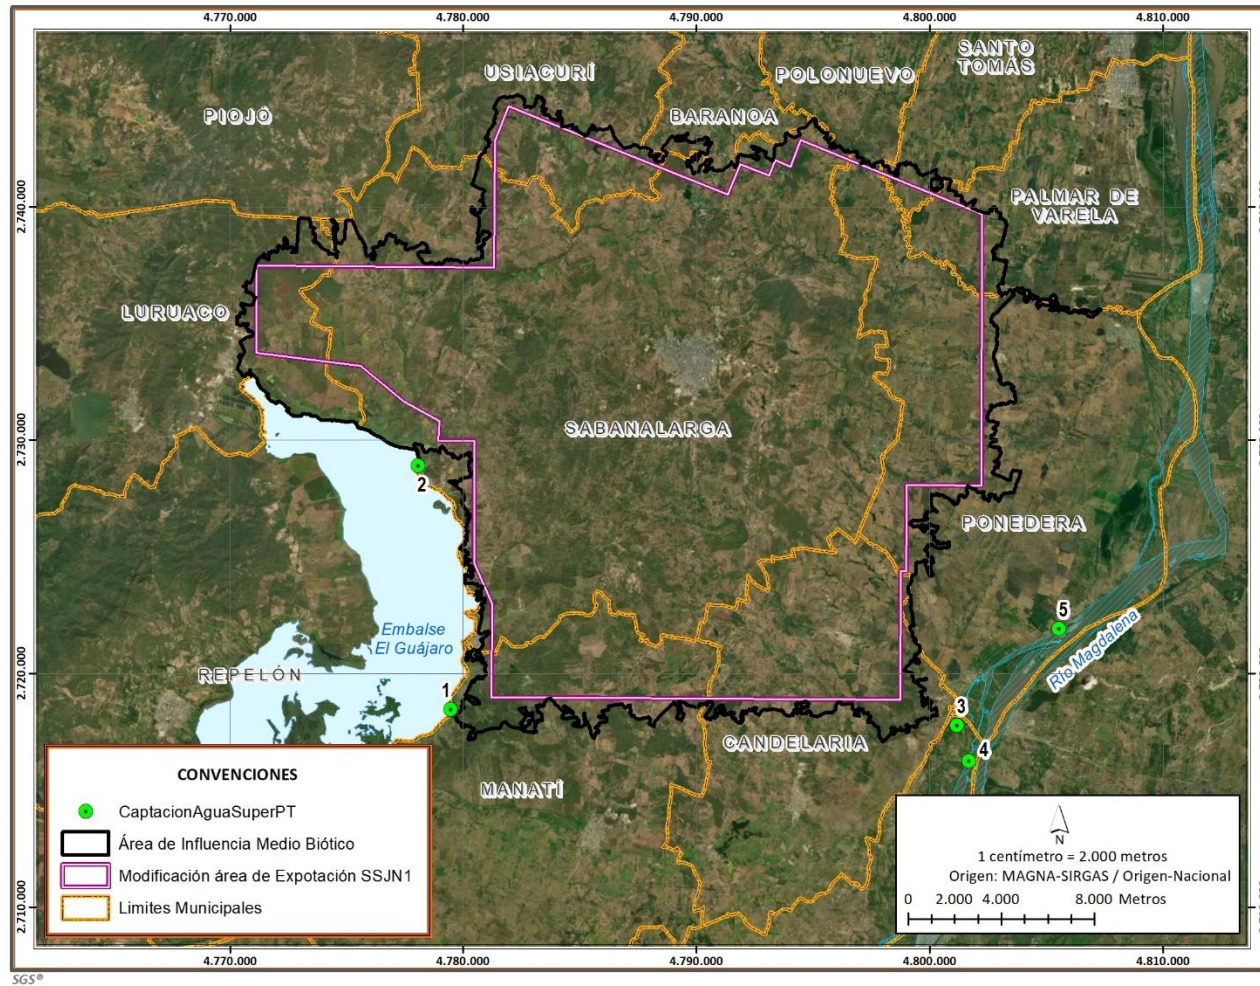 4.770.000
4.780.000
4.790.000
4.800.000
4.810.000
SANTO
TOMÁS
USIACURÍ
POLONUEVO
PIOJÓ
BARANOA
2.740.000
PALMAR DE
VARELA
LURUACO
2.730.000
SABANALARGA
2
PONEDERA
5
Embalse
El Guájaro
Río Magdalena
2.720.000
REPELÓN
1
3
CANDELARIA
4
MANATÍ
CONVENCIONES
CaptacionAguaSuperPT
Área de Influencia Medio Biótico
Modificación área de Expotación SSJN1
Limites Municipales
N
1 centímetro = 2.000 metros
Origen: MAGNA-SIRGAS / Origen-Nacional
0 2.000 4.000 8.000 Metros
2.710.000
4.770.000
4.780.000
4.790.000
4.800.000
4.810.000
SGS®